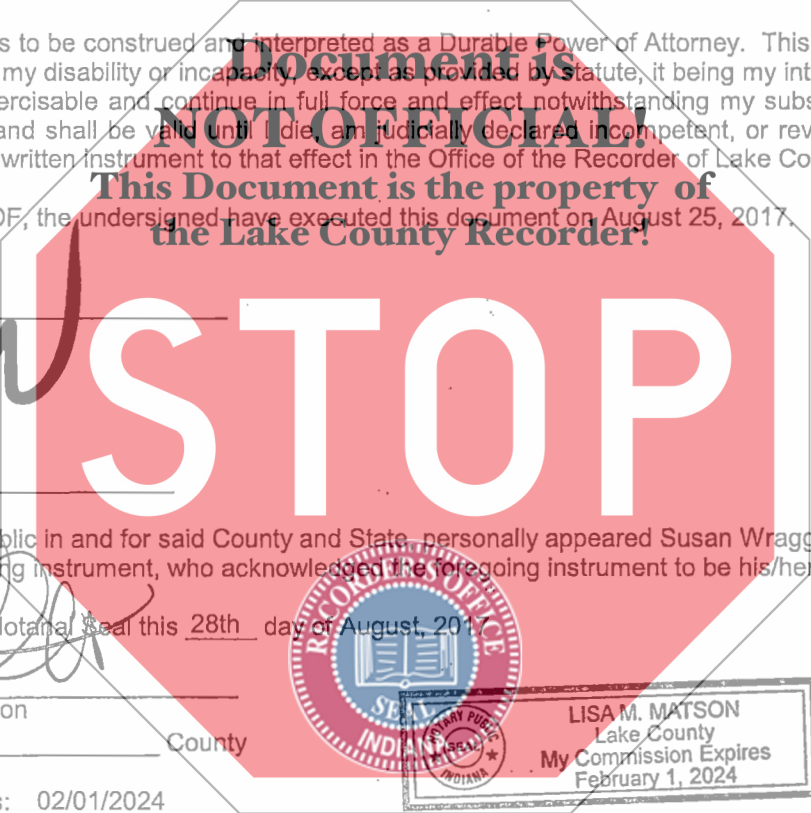 s to be construed and interpreted as a Durable Power of Attorney. This
Document is
my disability or incapacity, except as provided by statute, it being my int
ercisable and continue in full force and effect notwithstanding my subs
NOT OFFICIAL!
and shall be valid until I die, am judicially declared incompetent, or rev
written instrument to that effect in the Office of the Recorder of Lake Co
This Document is the property of
OF, the undersigned have executed this document on August 25, 2017.
the Lake County Recorder!
STOP
blic in and for said County and State, personally appeared Susan Wragg
ng instrument, who acknowledged the foregoing instrument to be his/he
Notarial Seal this 28th day of August, 2017
RECORDER'S OFFICE
SEAL
INDIANA
on
County
s: 02/01/2024
NOTARY PUBLIC
SEAL
INDIANA
LISA M. MATSON
Lake County
My Commission Expires
February 1, 2024